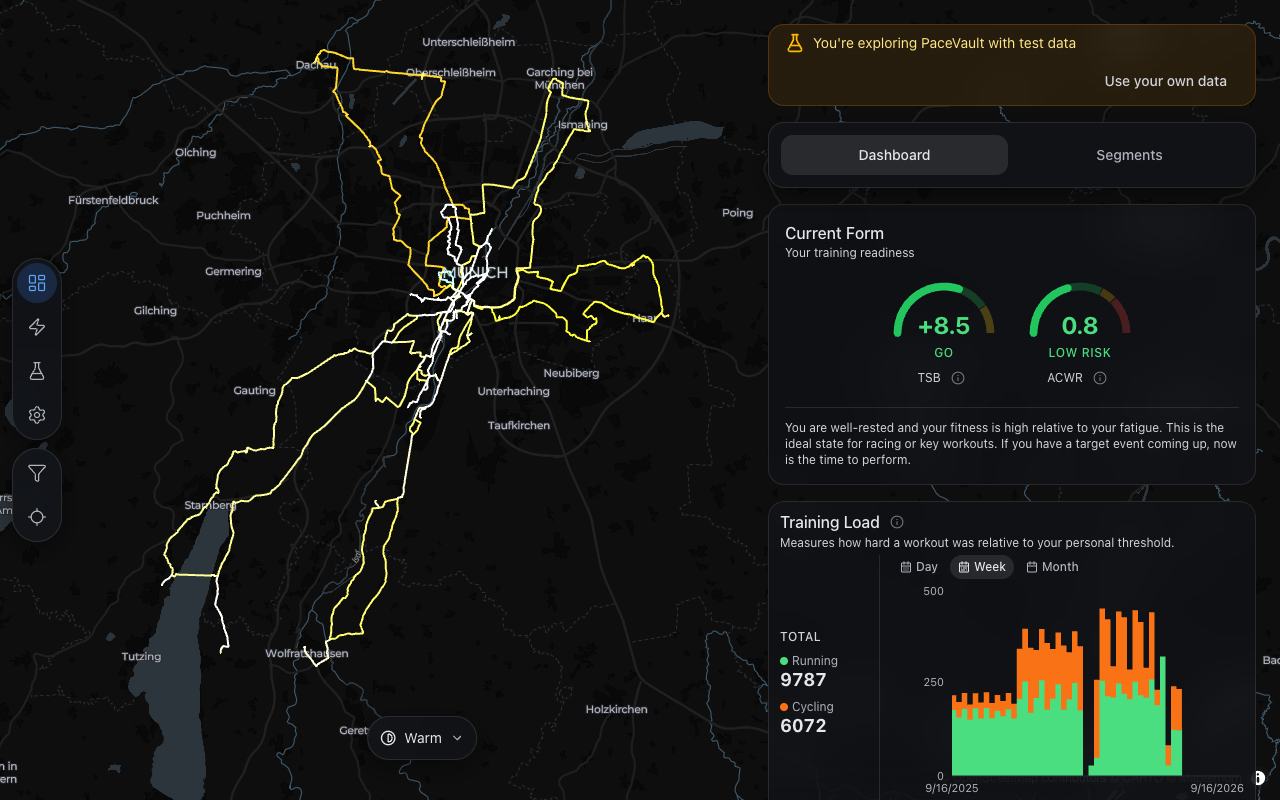 Unterschleißheim
Dachau
Oberschleißheim
Garching bei
München
Ismaning
Olching
Fürstenfeldbruck
Puchheim
Poing
Germering
MUNICH
Gilching
Haar
Gauting
Neubiberg
Unterhaching
Taufkirchen
Starnberg
Isar
Tutzing
Wolfratshausen
Holzkirchen
Warm
You're exploring PaceVault with test data
Use your own data
Dashboard
Segments
Current Form
Your training readiness
+8.5
0.8
GO
LOW RISK
TSB
ACWR
You are well-rested and your fitness is high relative to your fatigue. This is the
ideal state for racing or key workouts. If you have a target event coming up, now
is the time to perform.
Training Load
Measures how hard a workout was relative to your personal threshold.
Day
Week
Month
500
250
0
TOTAL
Running
9787
Cycling
6072
9/16/2025
9/16/2026